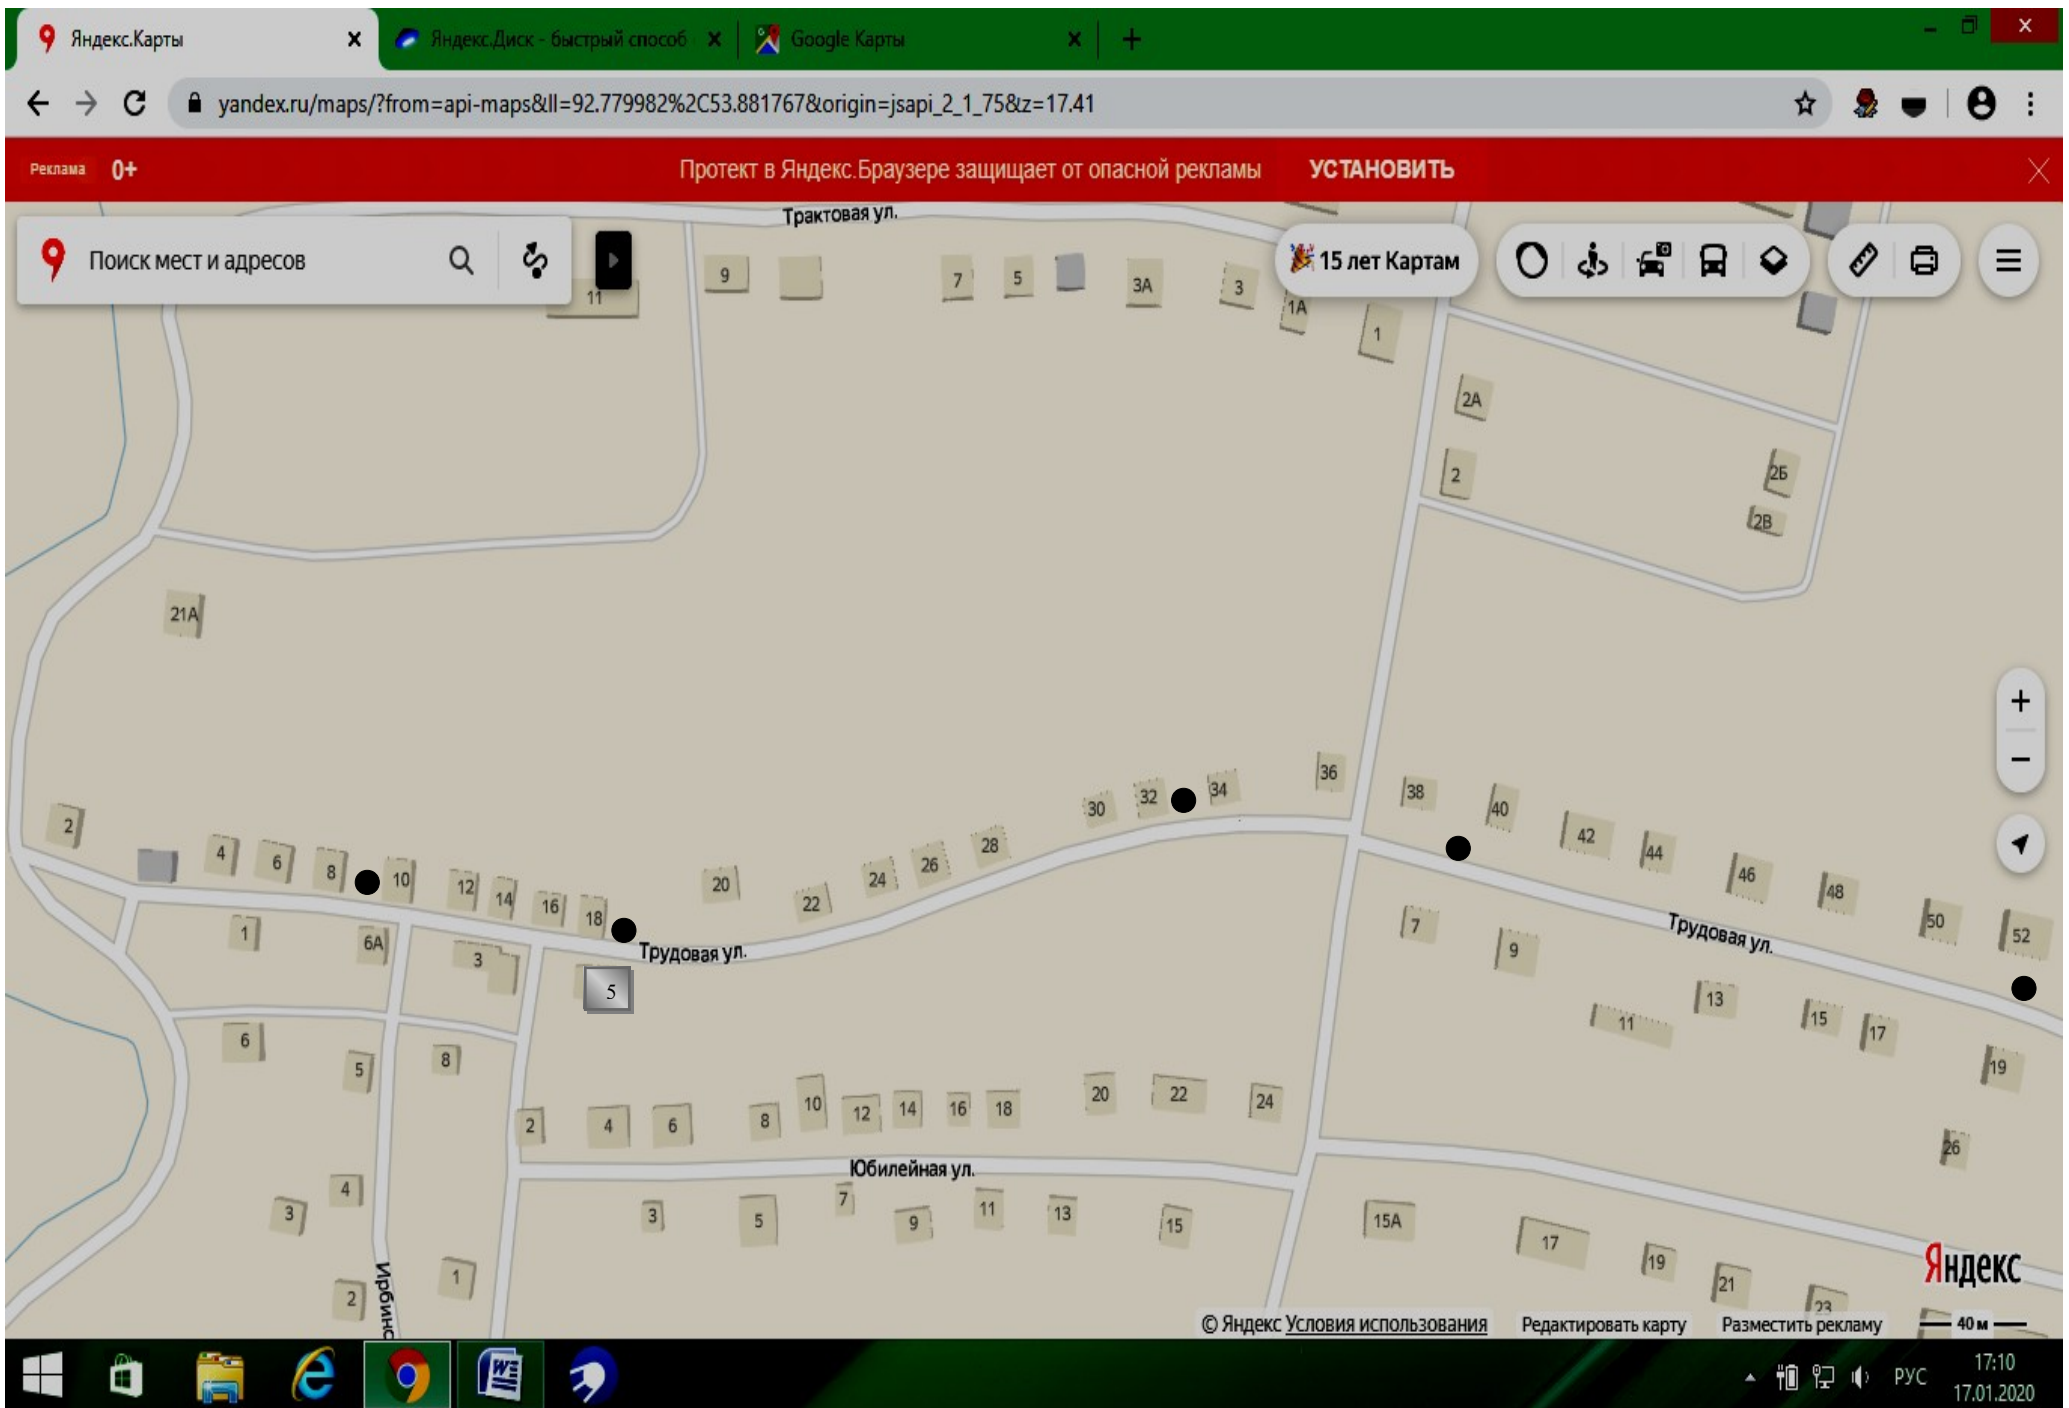 Яндекс.Карты
Яндекс.Диск - быстрый способ
Google Карты
yandex.ru/maps/?from=api-maps&ll=92.779982%2C53.881767&origin=jsapi_2_1_75&z=17.41
Реклама 0+ Протект в Яндекс.Браузере защищает от опасной рекламы УСТАНОВИТЬ
Трактовая ул.
Поиск мест и адресов
15 лет Картам
11 9 7 5 3А 3 1А 1
2А
2 2Б
2В
21А
36
30 32 34 38 40
2 28 42 44
4 6 8 10 12 14 16 18 20 22 24 26 46 48
50 52
1 6А 3 7 9
Трудовая ул.
Трудовая ул.
5
11 13 15 17
6 5 8 19
2 4 6 8 10 12 14 16 18 20 22 24
26
Юбилейная ул.
3 4 3 5 7 9 11 13 15 15А
17 19 21 23
2 1
Ирбинс
Яндекс
© Яндекс Условия использования Редактировать карту Разместить рекламу 40 м
5
W
РУС
17:10
17.01.2020